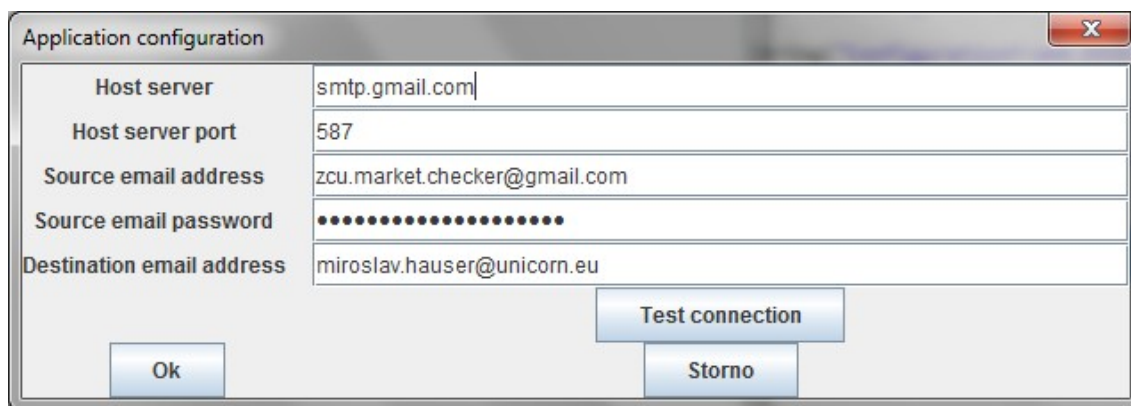 Application configuration
Host server smtp.gmail.com
Host server port 587
Source email address zcu.market.checker@gmail.com
Source email password ••••••••••••••••••••
Destination email address miroslav.hauser@unicorn.eu
Test connection
Ok Storno